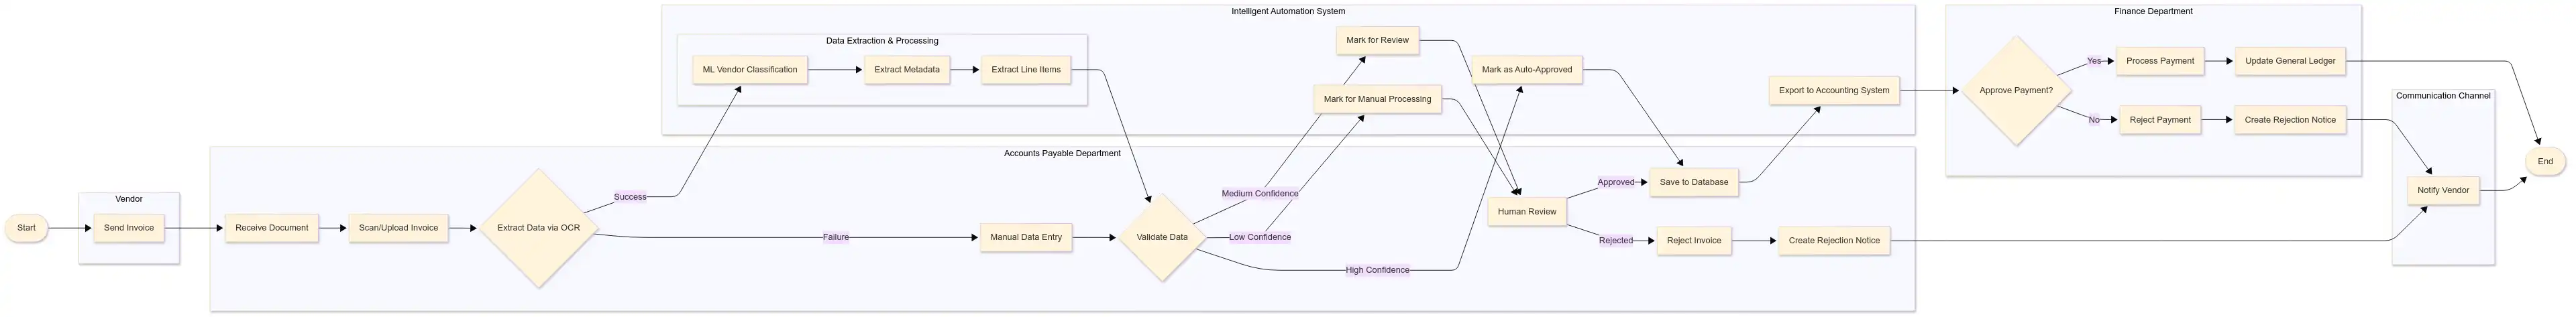 Intelligent Automation System
Finance Department
Data Extraction & Processing
Mark for Review
ML Vendor Classification
Extract Metadata
Extract Line Items
Mark as Auto-Approved
Mark for Manual Processing
Export to Accounting System
Approve Payment?
Yes
Process Payment
Update General Ledger
No
Reject Payment
Create Rejection Notice
Communication Channel
Accounts Payable Department
Vendor
Start
Send Invoice
Receive Document
Scan/Upload Invoice
Extract Data via OCR
Success
Failure
Manual Data Entry
Validate Data
Medium Confidence
Low Confidence
High Confidence
Human Review
Approved
Save to Database
Rejected
Reject Invoice
Create Rejection Notice
Notify Vendor
End